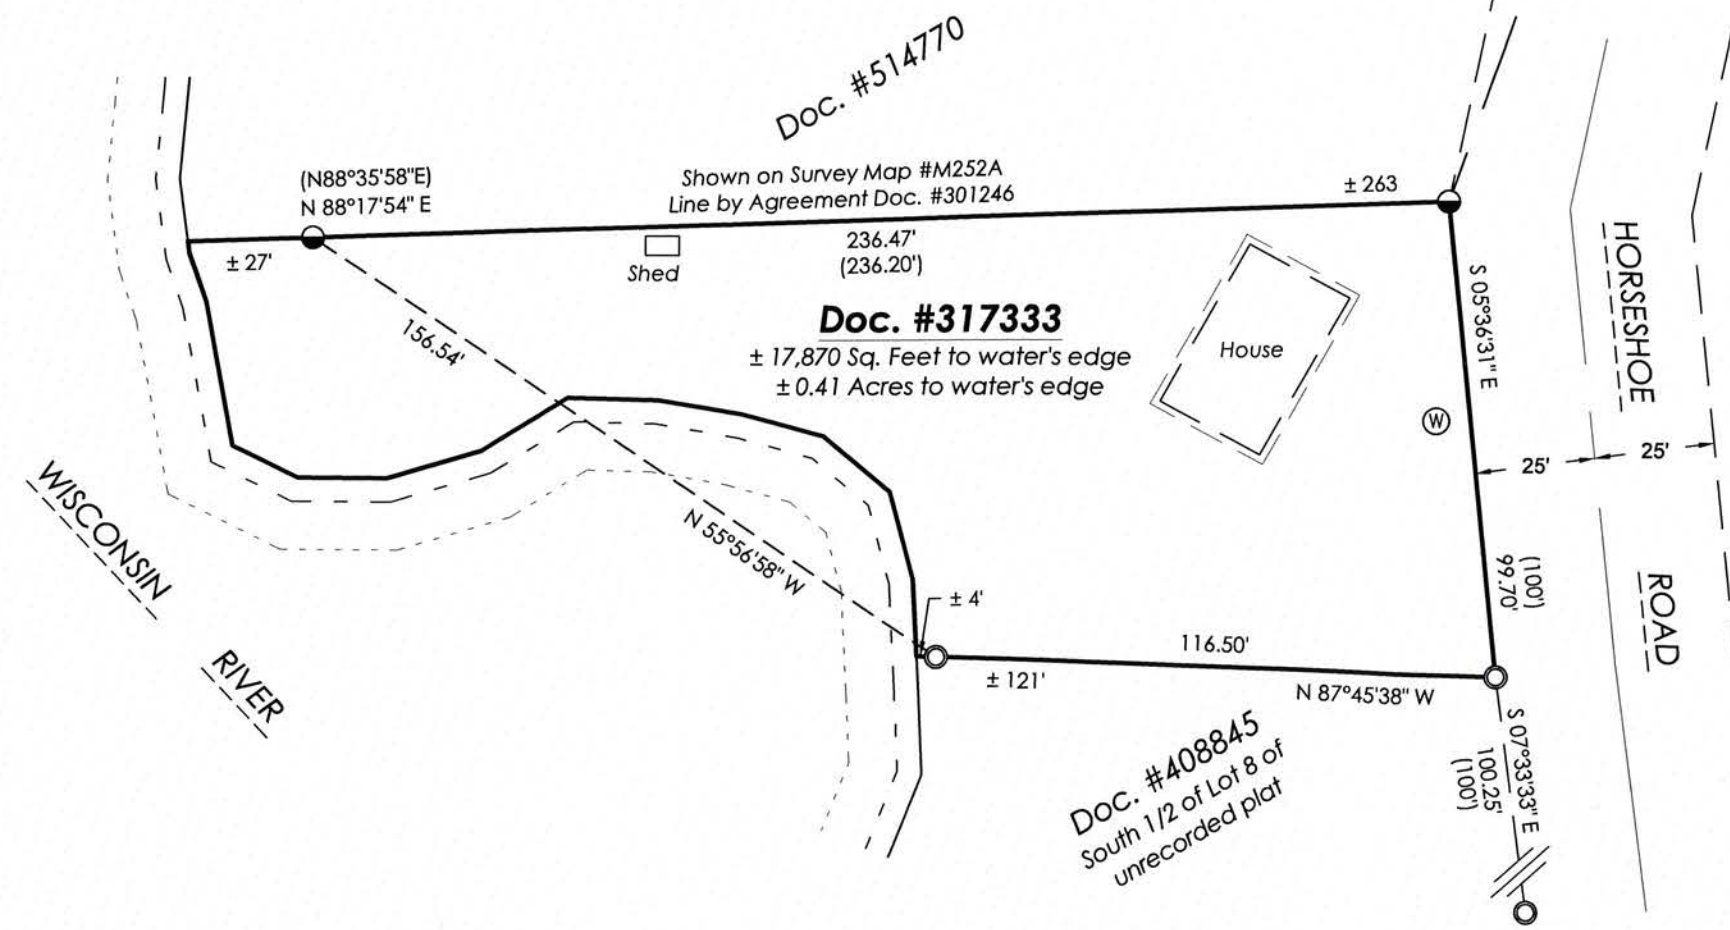 Doc. #514770
(N88°35'58"E)
N 88°17'54" E
Shown on Survey Map #M252A
Line by Agreement Doc. #301246
± 263
± 27'
Shed
236.47'
(236.20')
156.54'
Doc. #317333
± 17,870 Sq. Feet to water's edge
± 0.41 Acres to water's edge
House
S 05°36'31" E
HORSESHOE
W
25'
25'
WISCONSIN
N 55°56'58" W
(100')
99.70'
ROAD
± 4'
116.50'
± 121'
N 87°45'38" W
RIVER
Doc. #408845
South 1/2 of Lot 8 of
unrecorded plat
S 07°33'33" E
100.25'
(100')